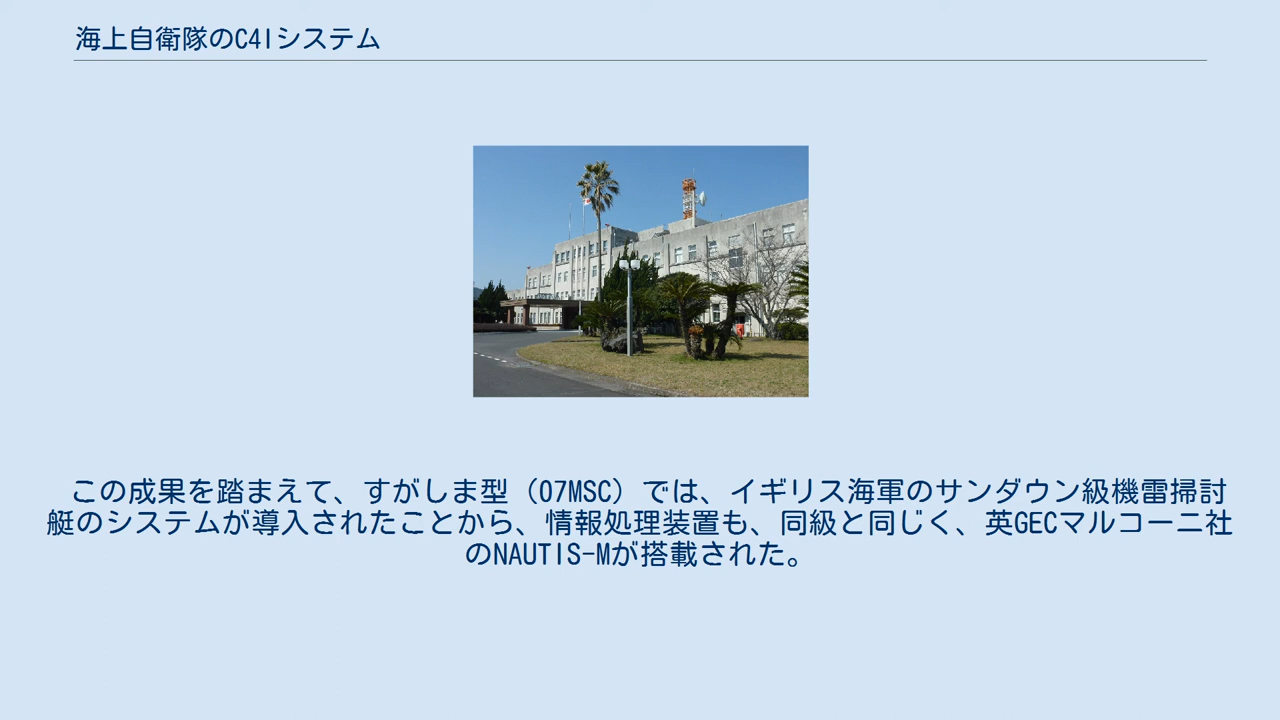 海上自衛隊のC4Iシステム
この成果を踏まえて、すがしま型（07MSC）では、イギリス海軍のサンダウン級機雷掃討
艇のシステムが導入されたことから、情報処理装置も、同級と同じく、英GECマルコーニ社
のNAUTIS-Mが搭載された。